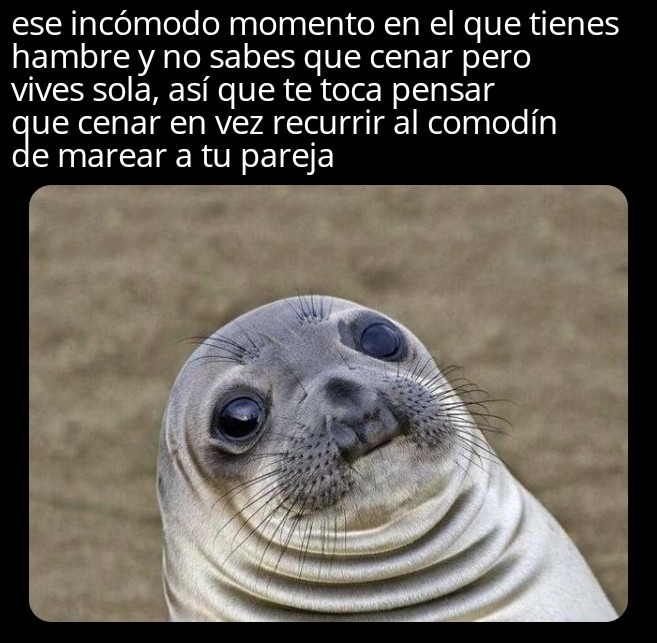 ese incómodo momento en el que tienes
hambre y no sabes que cenar pero
vives sola, así que te toca pensar
que cenar en vez recurrir al comodín
de marear a tu pareja